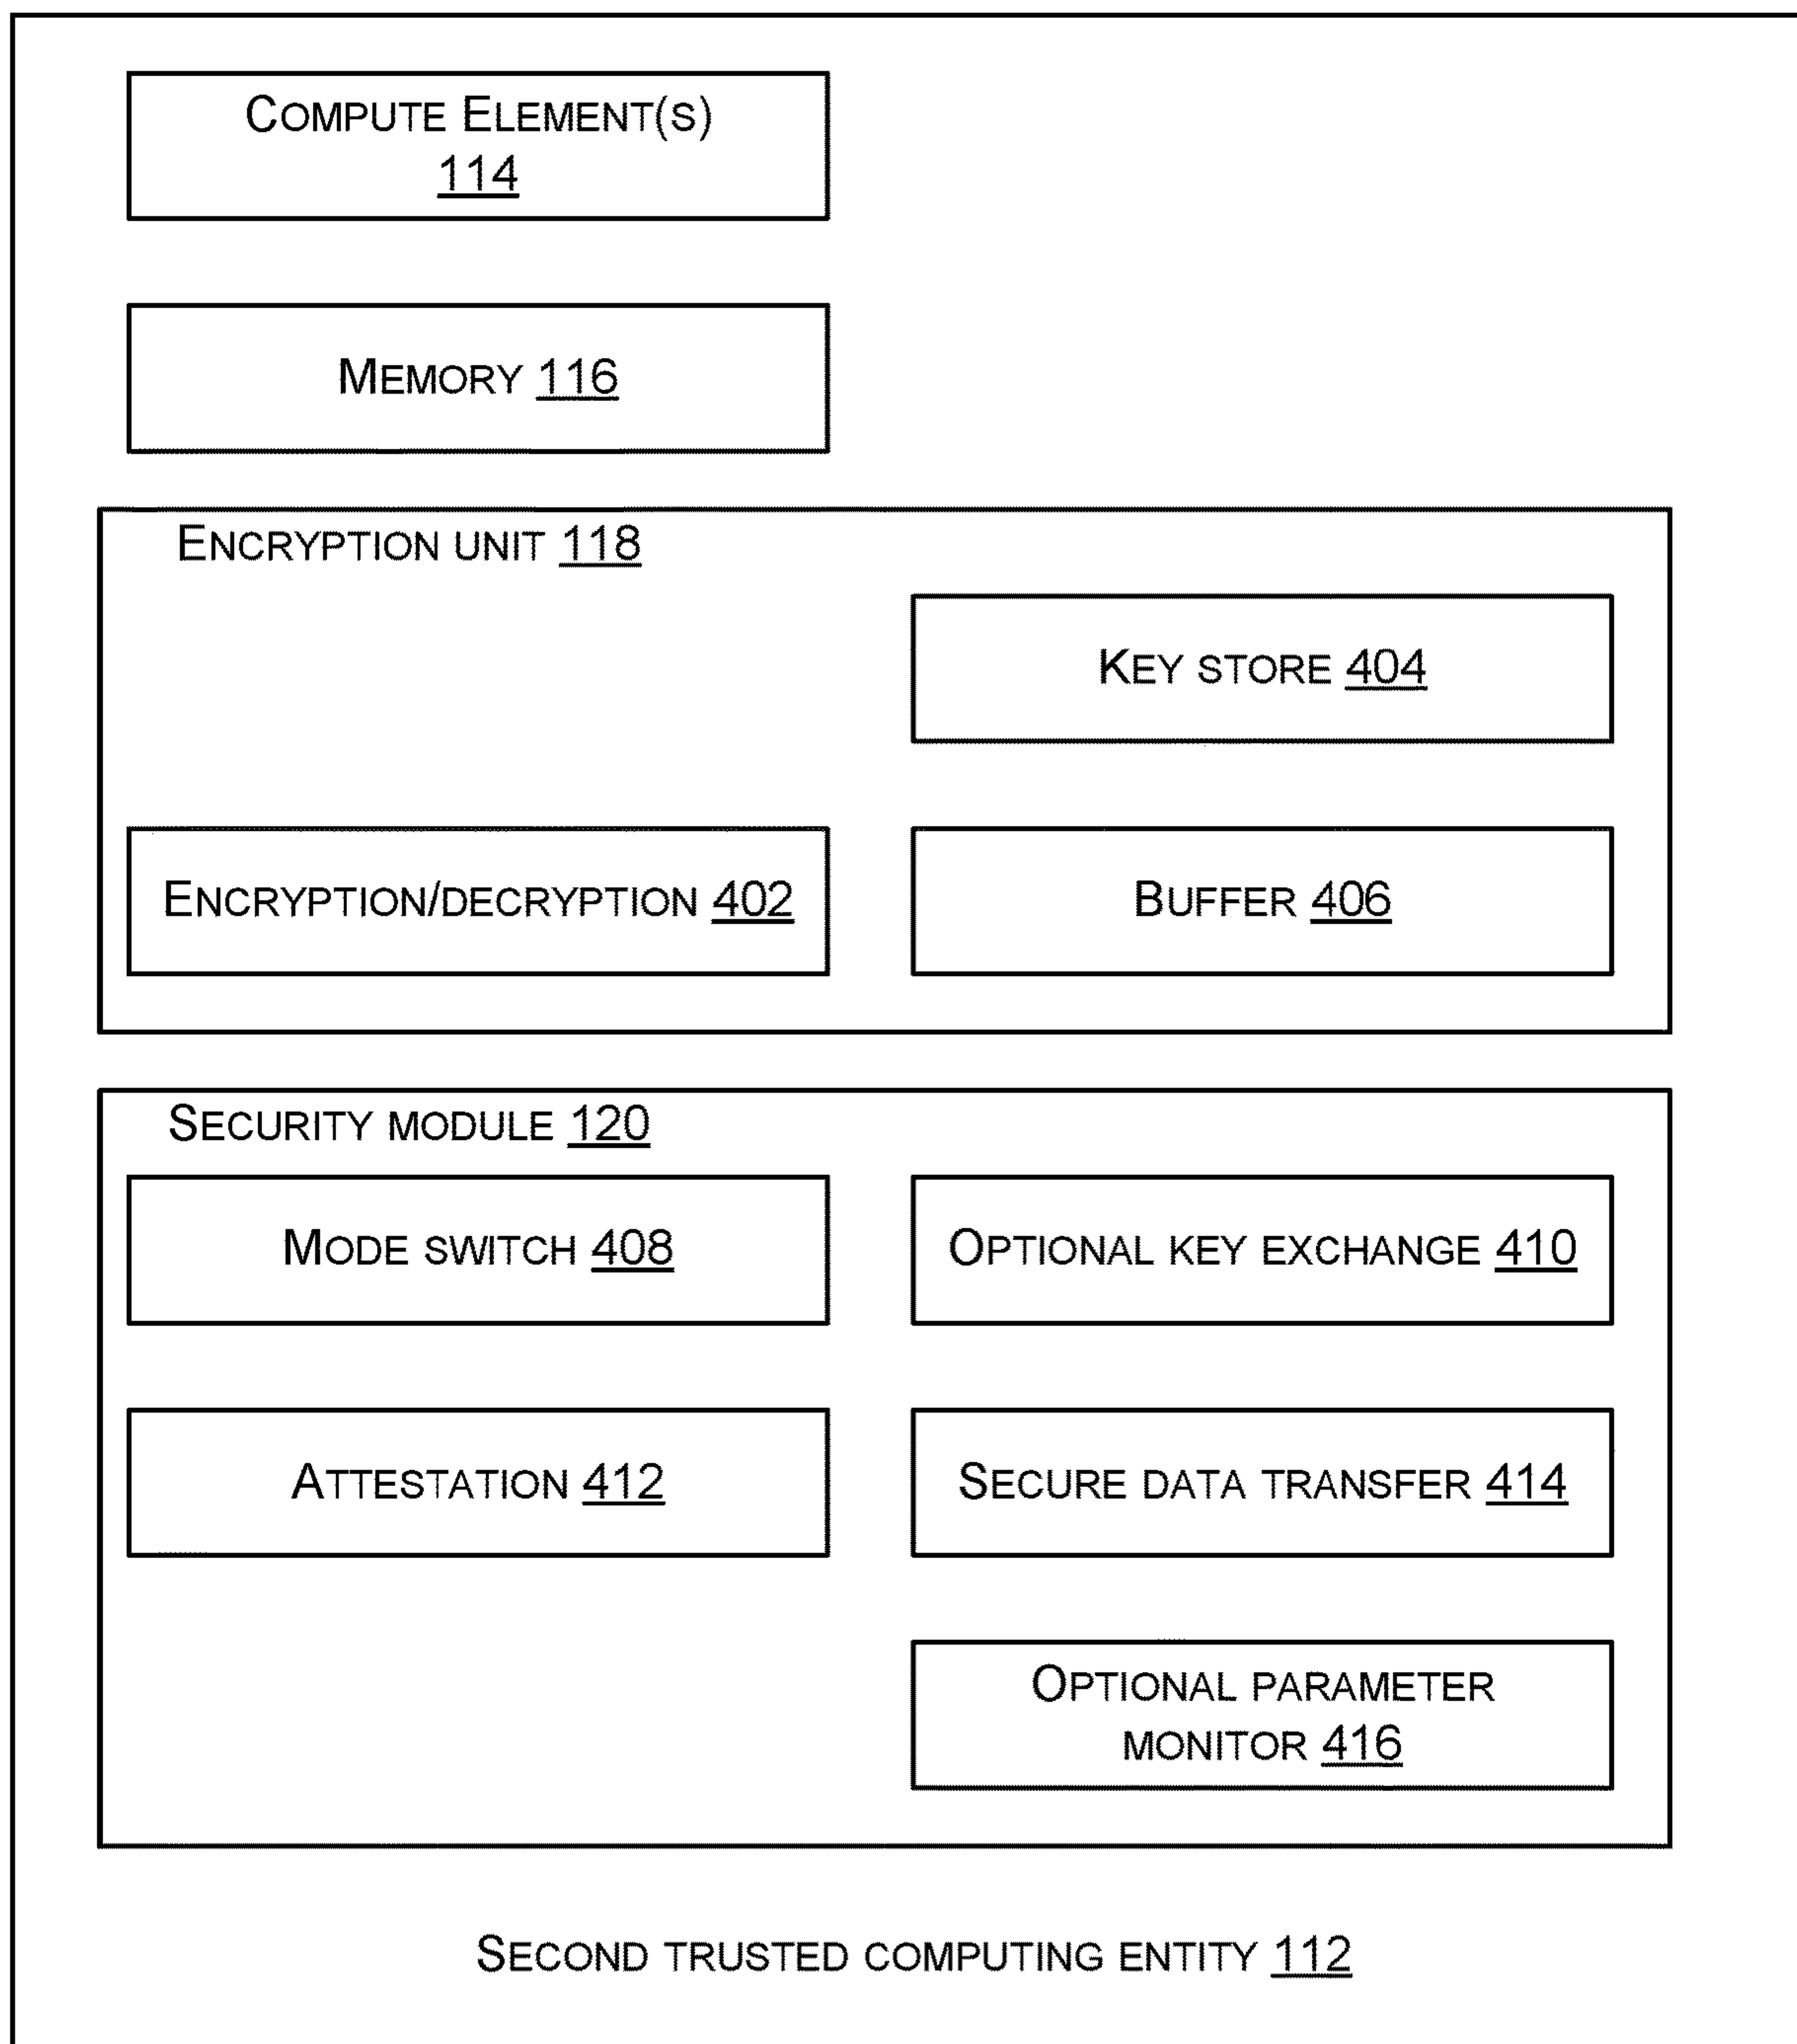 COMPUTE ELEMENT(S)
114
MEMORY 116
ENCRYPTION UNIT 118
KEY STORE 404
ENCRYPTION/DECRYPTION 402
BUFFER 406
SECURITY MODULE 120
MODE SWITCH 408
OPTIONAL KEY EXCHANGE 410
ATTESTATION 412
SECURE DATA TRANSFER 414
OPTIONAL PARAMETER
MONITOR 416
SECOND TRUSTED COMPUTING ENTITY 112